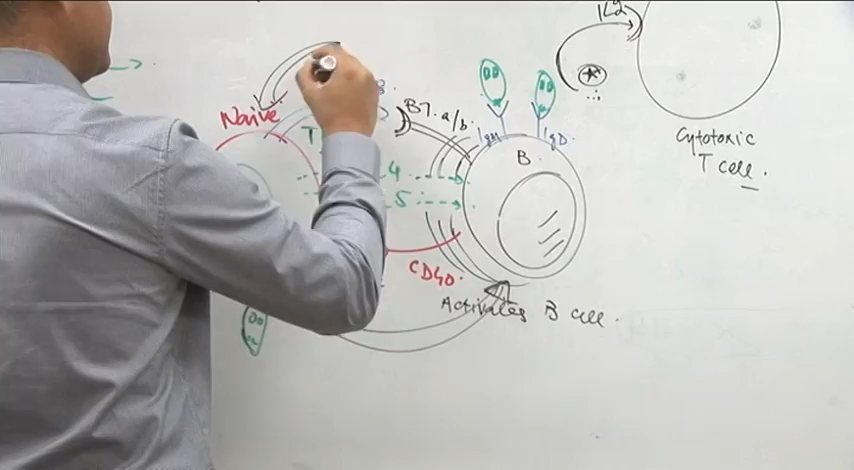 IL2
Cytotoxic
T cell.
Naive
T
B7. a/b.
IgM
IgD.
B.
4
5
CD40.
Activates B cell.